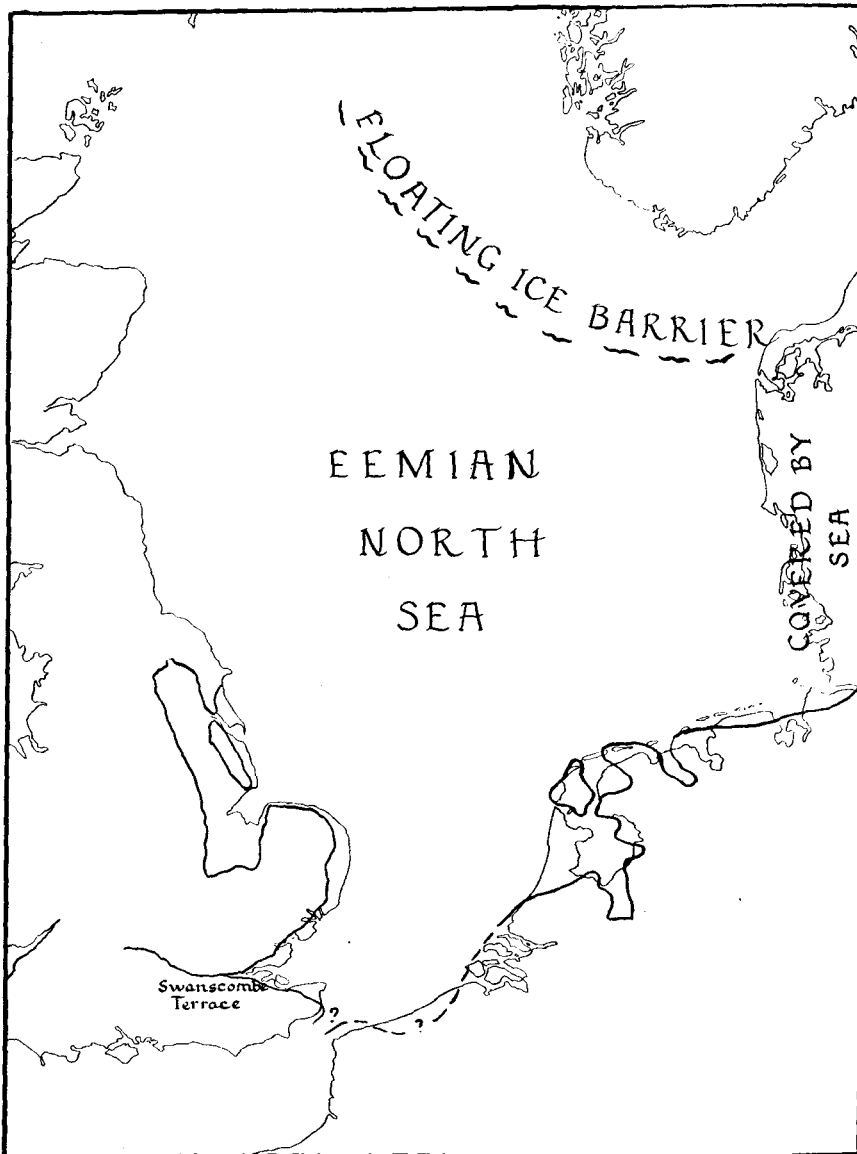 FLOATING ICE BARRIER
EEMIAN
NORTH
SEA
COVERED BY
SEA
Swanscombe
Terrace
?
?